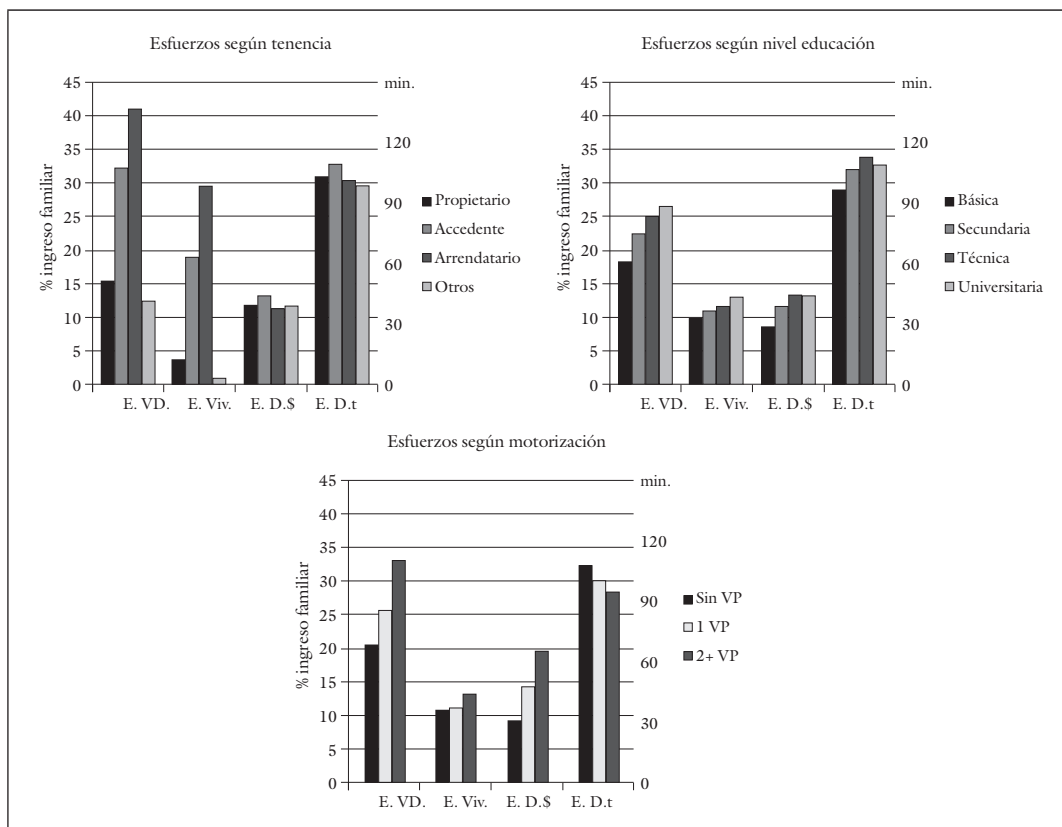 Esfuerzos según tenencia
% ingreso familiar
45
40
35
30
25
20
15
10
5
0
min.
120
90
60
30
0
E. VD.
E. Viv.
E. D.$
E. D.t
Propietario
Accedente
Arrendatario
Otros
Esfuerzos según nivel educación
% ingreso familiar
45
40
35
30
25
20
15
10
5
0
min.
120
90
60
30
0
E. VD.
E. Viv.
E. D.$
E. D.t
Básica
Secundaria
Técnica
Universitaria
Esfuerzos según motorización
% ingreso familiar
45
40
35
30
25
20
15
10
5
0
min.
120
90
60
30
0
E. VD.
E. Viv.
E. D.$
E. D.t
Sin VP
1 VP
2+ VP